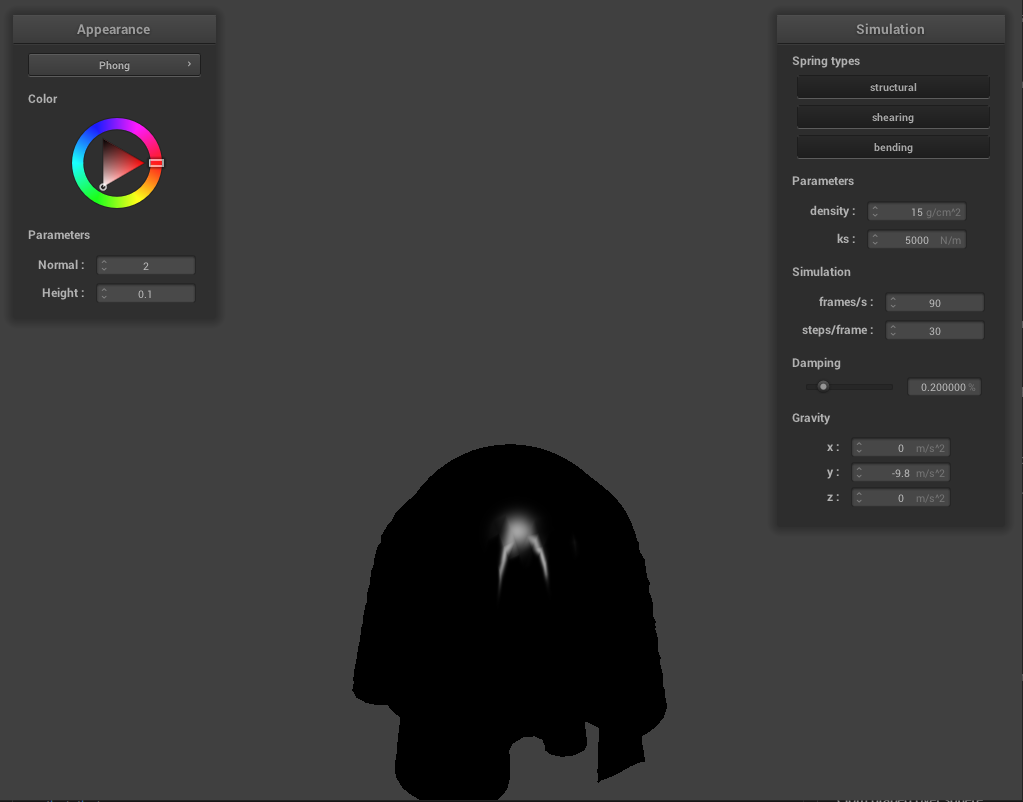 Appearance
Phong
Color
Parameters
Normal : 2
Height : 0.1
Simulation
Spring types
structural
shearing
bending
Parameters
density : 15 g/cm^2
ks : 5000 N/m
Simulation
frames/s : 90
steps/frame : 30
Damping
0.200000 %
Gravity
x : 0 m/s^2
y : -9.8 m/s^2
z : 0 m/s^2